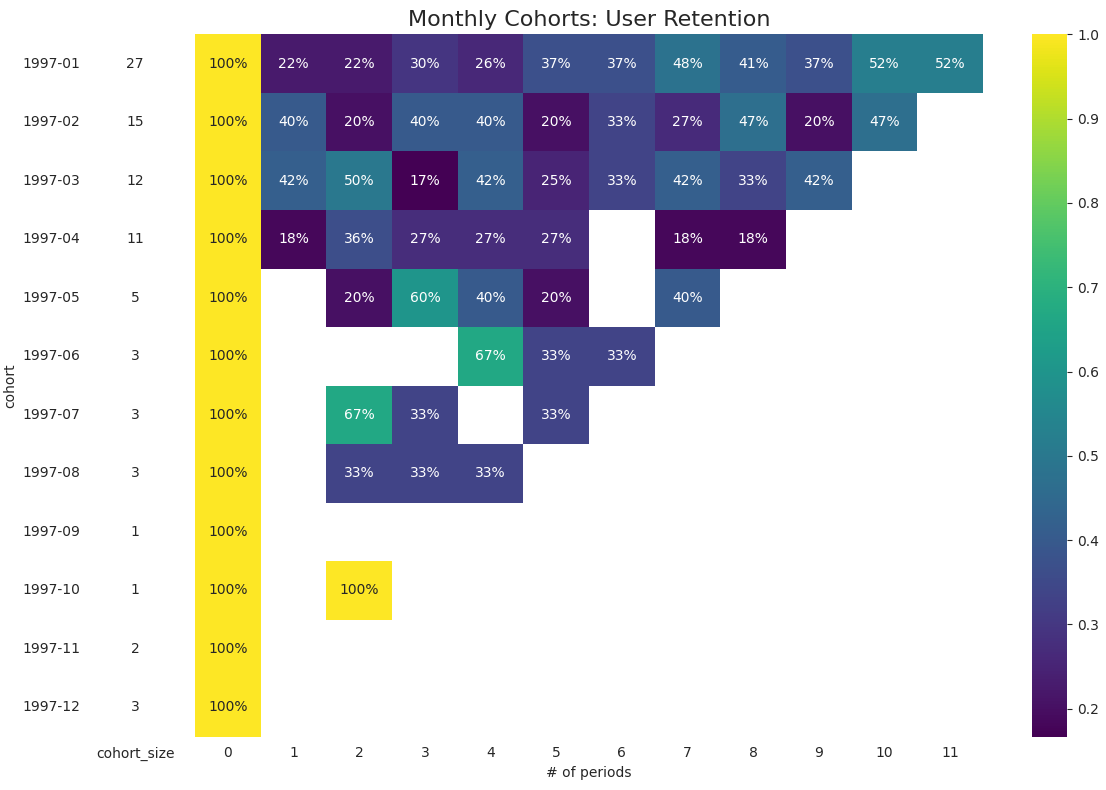 Monthly Cohorts: User Retention
1997-01 27 100% 22% 22% 30% 26% 37% 37% 48% 41% 37% 52% 52%
1997-02 15 100% 40% 20% 40% 40% 20% 33% 27% 47% 20% 47%
1997-03 12 100% 42% 50% 17% 42% 25% 33% 42% 33% 42%
1997-04 11 100% 18% 36% 27% 27% 27% 18% 18%
1997-05 5 100% 20% 60% 40% 20% 40%
1997-06 3 100% 67% 33% 33%
1997-07 3 100% 67% 33% 33%
1997-08 3 100% 33% 33% 33%
1997-09 1 100%
1997-10 1 100% 100%
1997-11 2 100%
1997-12 3 100%
cohort
cohort_size 0 1 2 3 4 5 6 7 8 9 10 11
# of periods
1.0
0.9
0.8
0.7
0.6
0.5
0.4
0.3
0.2